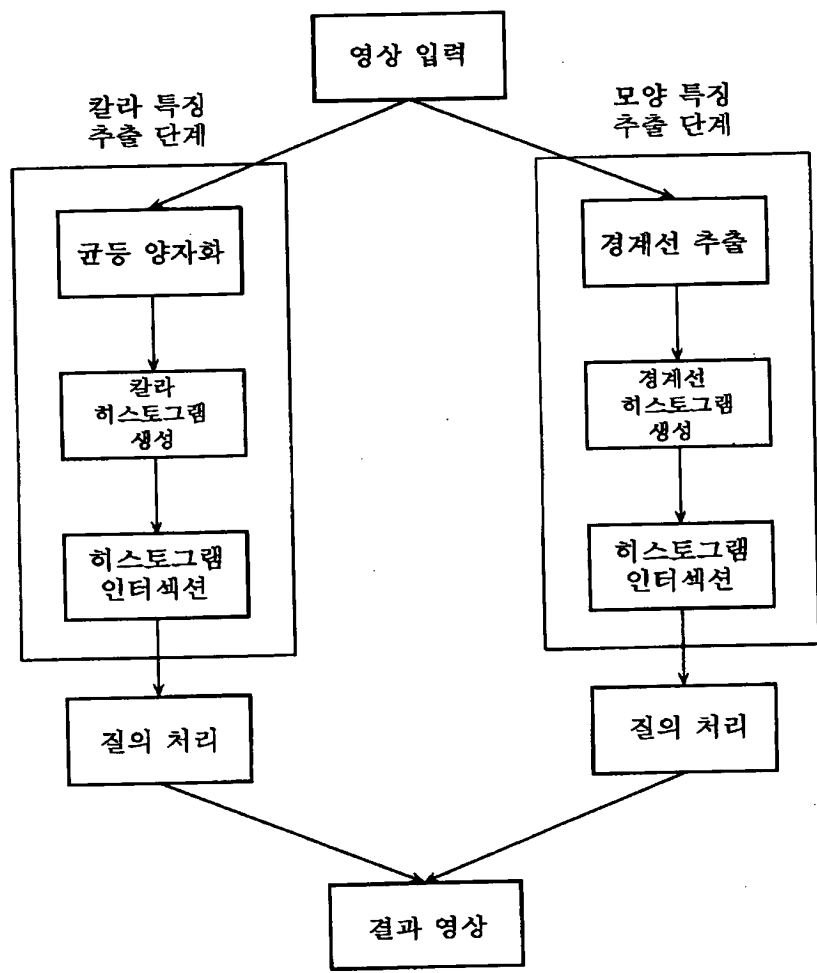 영상 입력
칼라 특징
추출 단계
모양 특징
추출 단계
균등 양자화
경계선 추출
칼라
히스토그램
생성
경계선
히스토그램
생성
히스토그램
인터섹션
히스토그램
인터섹션
질의 처리
질의 처리
결과 영상